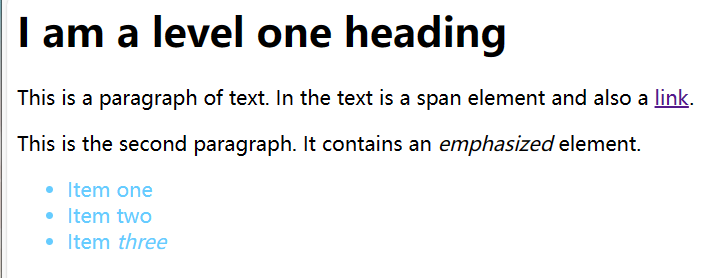 I am a level one heading
This is a paragraph of text. In the text is a span element and also a link.
This is the second paragraph. It contains an emphasized element.
Item one
Item two
Item three